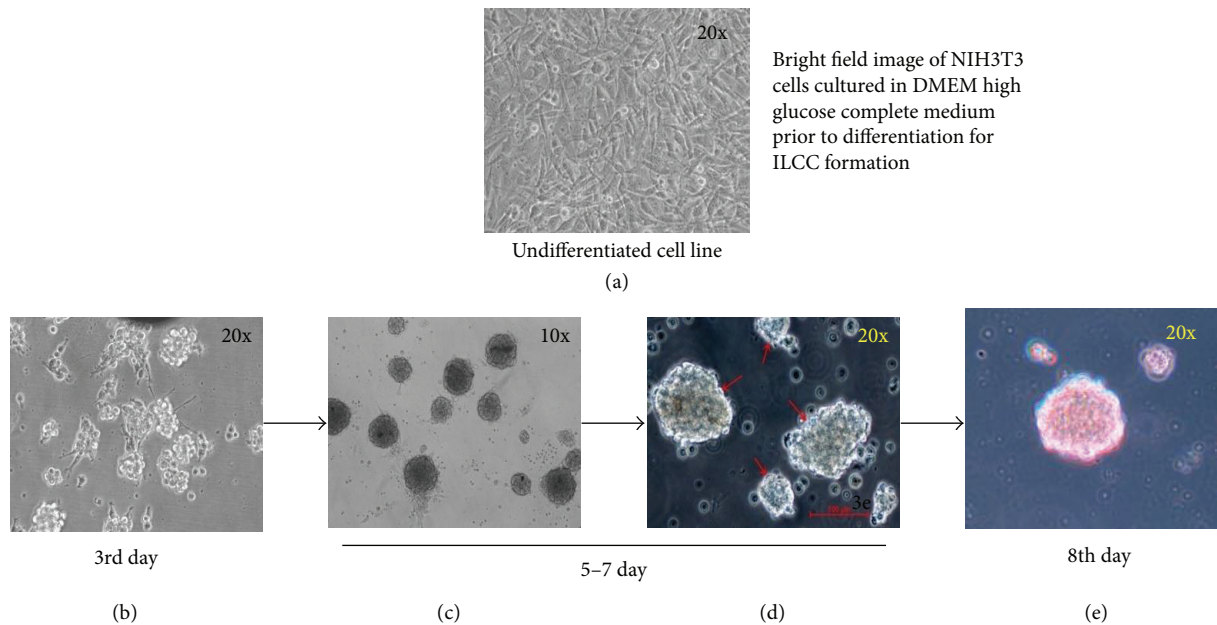 20x
Bright field image of NIH3T3
cells cultured in DMEM high
glucose complete medium
prior to differentiation for
ILCC formation
Undifferentiated cell line
(a)
20x
10x
20x
3e
20x
3rd day
5–7 day
8th day
(b)
(c)
(d)
(e)